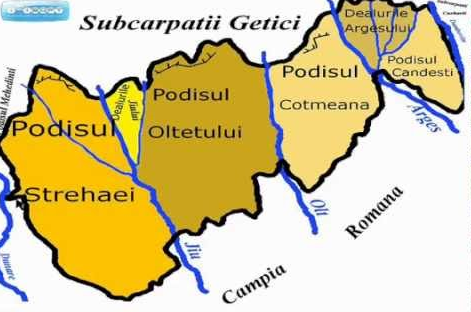 Subcarpatii Getici
Dealurile
Argesului
Podisul
Candesti
Podisul
Cotmeana
Podisul
Oltetului
Dealurile
Jiului
Podisul
Strehaei
Arges
Olt
Jiu
Romana
Campia
Dunare